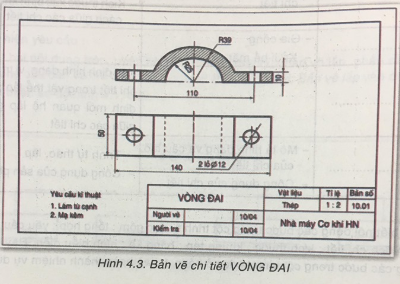 R39
110
10
50
140
2 lỗ Ø12
Yêu cầu kĩ thuật
1. Làm tù cạnh
2. Mạ kẽm
VÒNG ĐAI
Vật liệu Tỉ lệ Bản số
Thép 1 : 2 10.01
Người vẽ 10/04
Kiểm tra 10/04
Nhà máy Cơ khí HN
Hình 4.3. Bản vẽ chi tiết VÒNG ĐAI